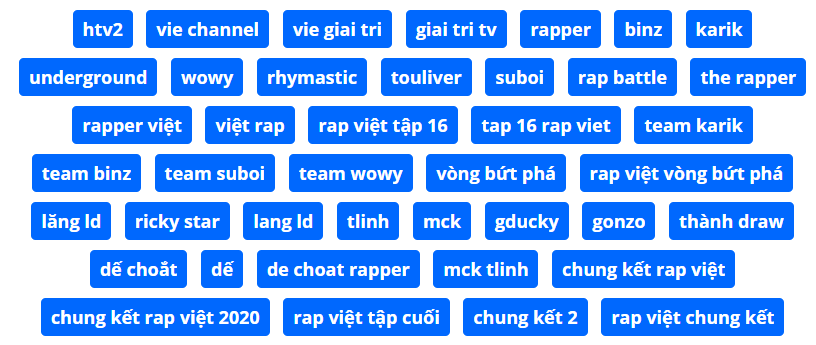 htv2 vie channel vie giai tri giai tri tv rapper binz karik
underground wowy rhymastic touliver suboi rap battle the rapper
rapper việt việt rap rap việt tập 16 tap 16 rap viet team karik
team binz team suboi team wowy vòng bứt phá rap việt vòng bứt phá
lăng ld ricky star lang ld tlinh mck gducky gonzo thành draw
dế choắt dế de choat rapper mck tlinh chung kết rap việt
chung kết rap việt 2020 rap việt tập cuối chung kết 2 rap việt chung kết